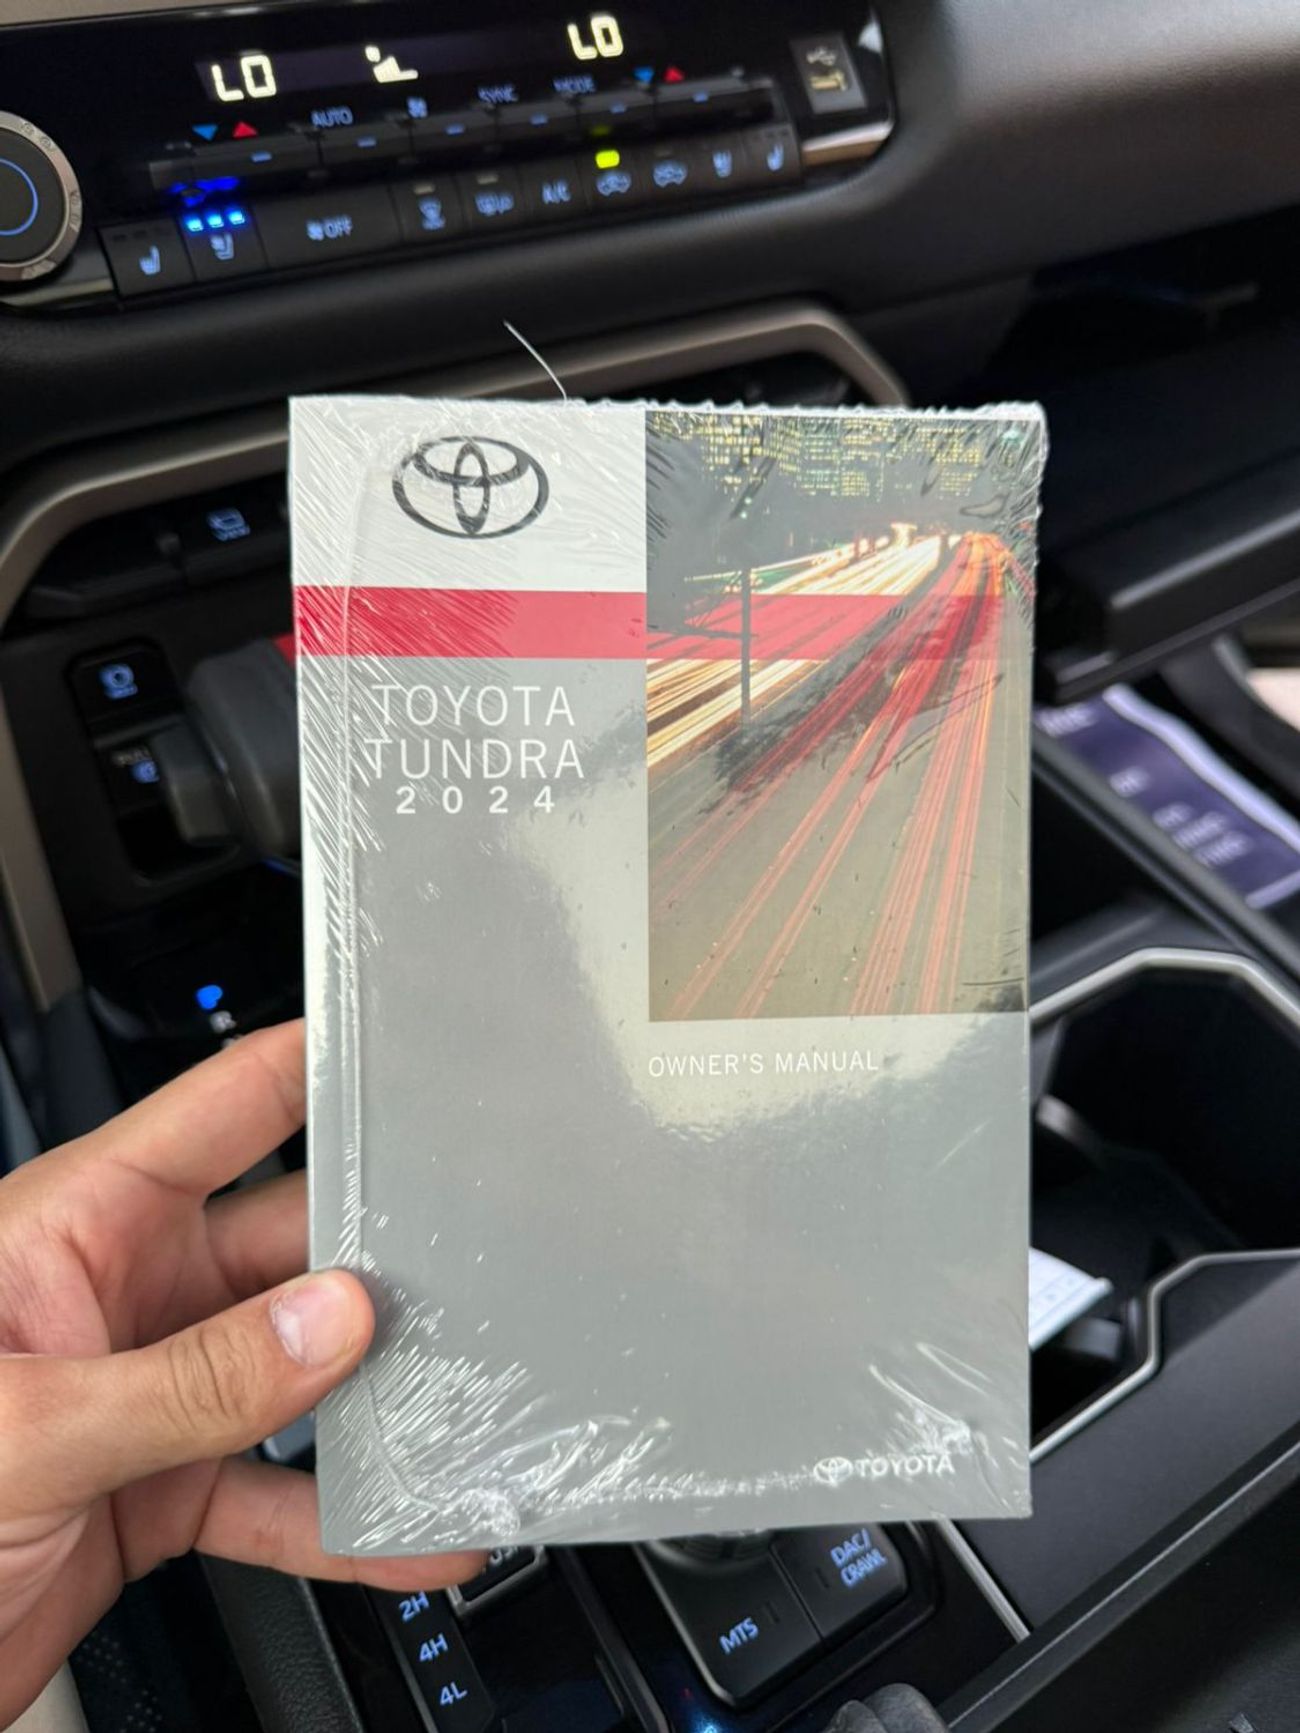 LO
LO
AUTO
SYNC
MODE
OFF
A/C
TOYOTA
TUNDRA
2024
OWNER'S MANUAL
TOYOTA
R
2H
4H
4L
DAC/
CRAWL
MTS